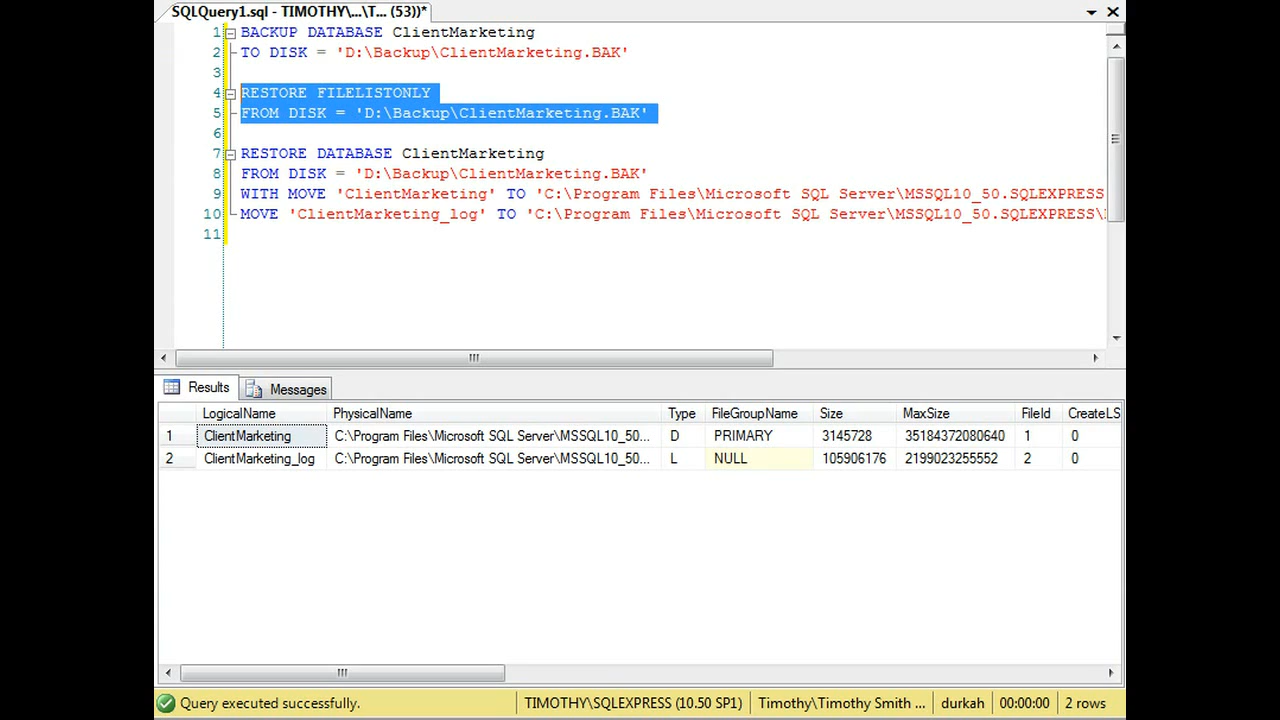 SQLQuery1.sql - TIMOTHY\...\T... (53))*
1 BACKUP DATABASE ClientMarketing
2 TO DISK = 'D:\Backup\ClientMarketing.BAK'
3
4 RESTORE FILELISTONLY
5 FROM DISK = 'D:\Backup\ClientMarketing.BAK'
6
7 RESTORE DATABASE ClientMarketing
8 FROM DISK = 'D:\Backup\ClientMarketing.BAK'
9 WITH MOVE 'ClientMarketing' TO 'C:\Program Files\Microsoft SQL Server\MSSQL10_50.SQLEXPRESS
10 MOVE 'ClientMarketing_log' TO 'C:\Program Files\Microsoft SQL Server\MSSQL10_50.SQLEXPRESS\
11
Results Messages
LogicalName PhysicalName Type FileGroupName Size MaxSize FileId CreateLS
1 ClientMarketing C:\Program Files\Microsoft SQL Server\MSSQL10_50... D PRIMARY 3145728 35184372080640 1 0
2 ClientMarketing_log C:\Program Files\Microsoft SQL Server\MSSQL10_50... L NULL 105906176 2199023255552 2 0
Query executed successfully. TIMOTHY\SQLEXPRESS (10.50 SP1) Timothy\Timothy Smith ... durkah 00:00:00 2 rows